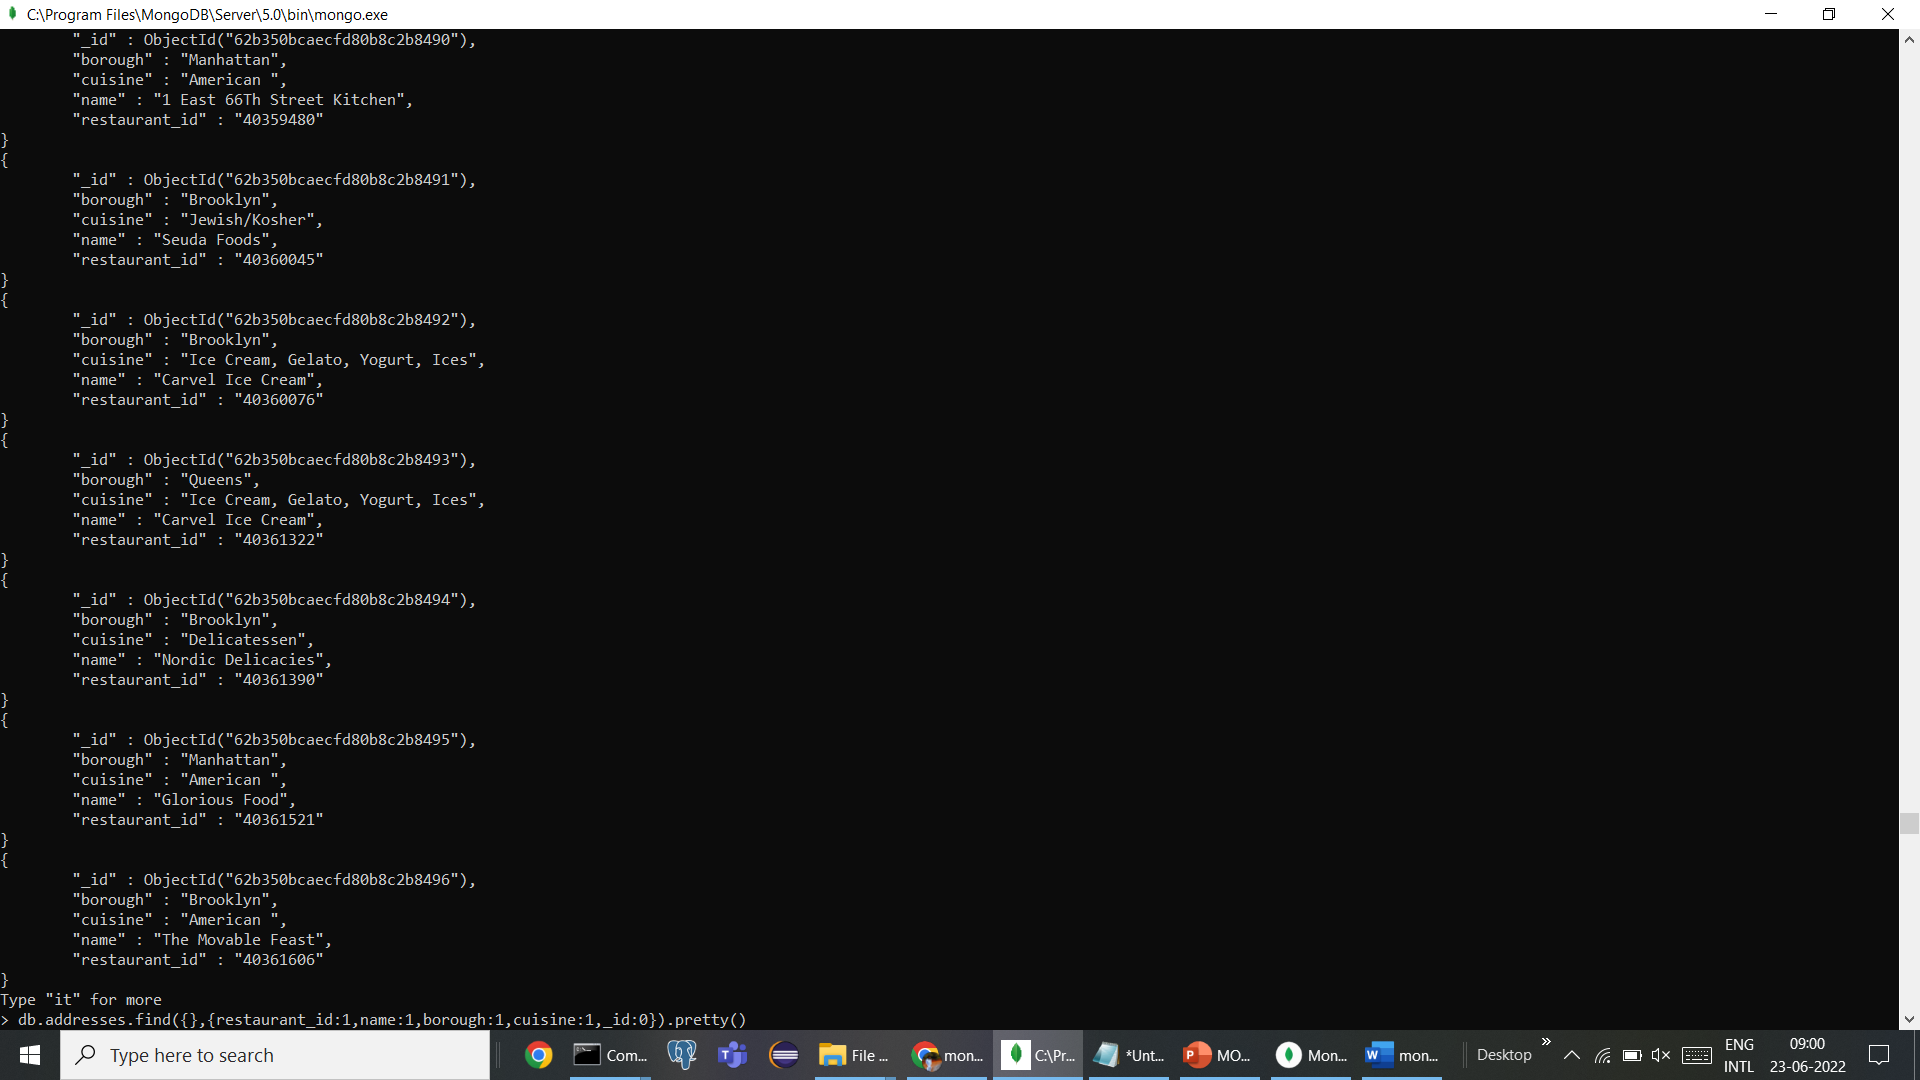 C:\Program Files\MongoDB\Server\5.0\bin\mongo.exe
"_id" : ObjectId("62b350bcaecfd80b8c2b8490"),
"borough" : "Manhattan",
"cuisine" : "American ",
"name" : "1 East 66Th Street Kitchen",
"restaurant_id" : "40359480"
}
{
"_id" : ObjectId("62b350bcaecfd80b8c2b8491"),
"borough" : "Brooklyn",
"cuisine" : "Jewish/Kosher",
"name" : "Seuda Foods",
"restaurant_id" : "40360045"
}
{
"_id" : ObjectId("62b350bcaecfd80b8c2b8492"),
"borough" : "Brooklyn",
"cuisine" : "Ice Cream, Gelato, Yogurt, Ices",
"name" : "Carvel Ice Cream",
"restaurant_id" : "40360076"
}
{
"_id" : ObjectId("62b350bcaecfd80b8c2b8493"),
"borough" : "Queens",
"cuisine" : "Ice Cream, Gelato, Yogurt, Ices",
"name" : "Carvel Ice Cream",
"restaurant_id" : "40361322"
}
{
"_id" : ObjectId("62b350bcaecfd80b8c2b8494"),
"borough" : "Brooklyn",
"cuisine" : "Delicatessen",
"name" : "Nordic Delicacies",
"restaurant_id" : "40361390"
}
{
"_id" : ObjectId("62b350bcaecfd80b8c2b8495"),
"borough" : "Manhattan",
"cuisine" : "American ",
"name" : "Glorious Food",
"restaurant_id" : "40361521"
}
{
"_id" : ObjectId("62b350bcaecfd80b8c2b8496"),
"borough" : "Brooklyn",
"cuisine" : "American ",
"name" : "The Movable Feast",
"restaurant_id" : "40361606"
}
Type "it" for more
> db.addresses.find({},{restaurant_id:1,name:1,borough:1,cuisine:1,_id:0}).pretty()
Type here to search Com... File ... mon... C:\Pr... *Unt... MO... Mon... mon... Desktop ENG 09:00
INTL 23-06-2022